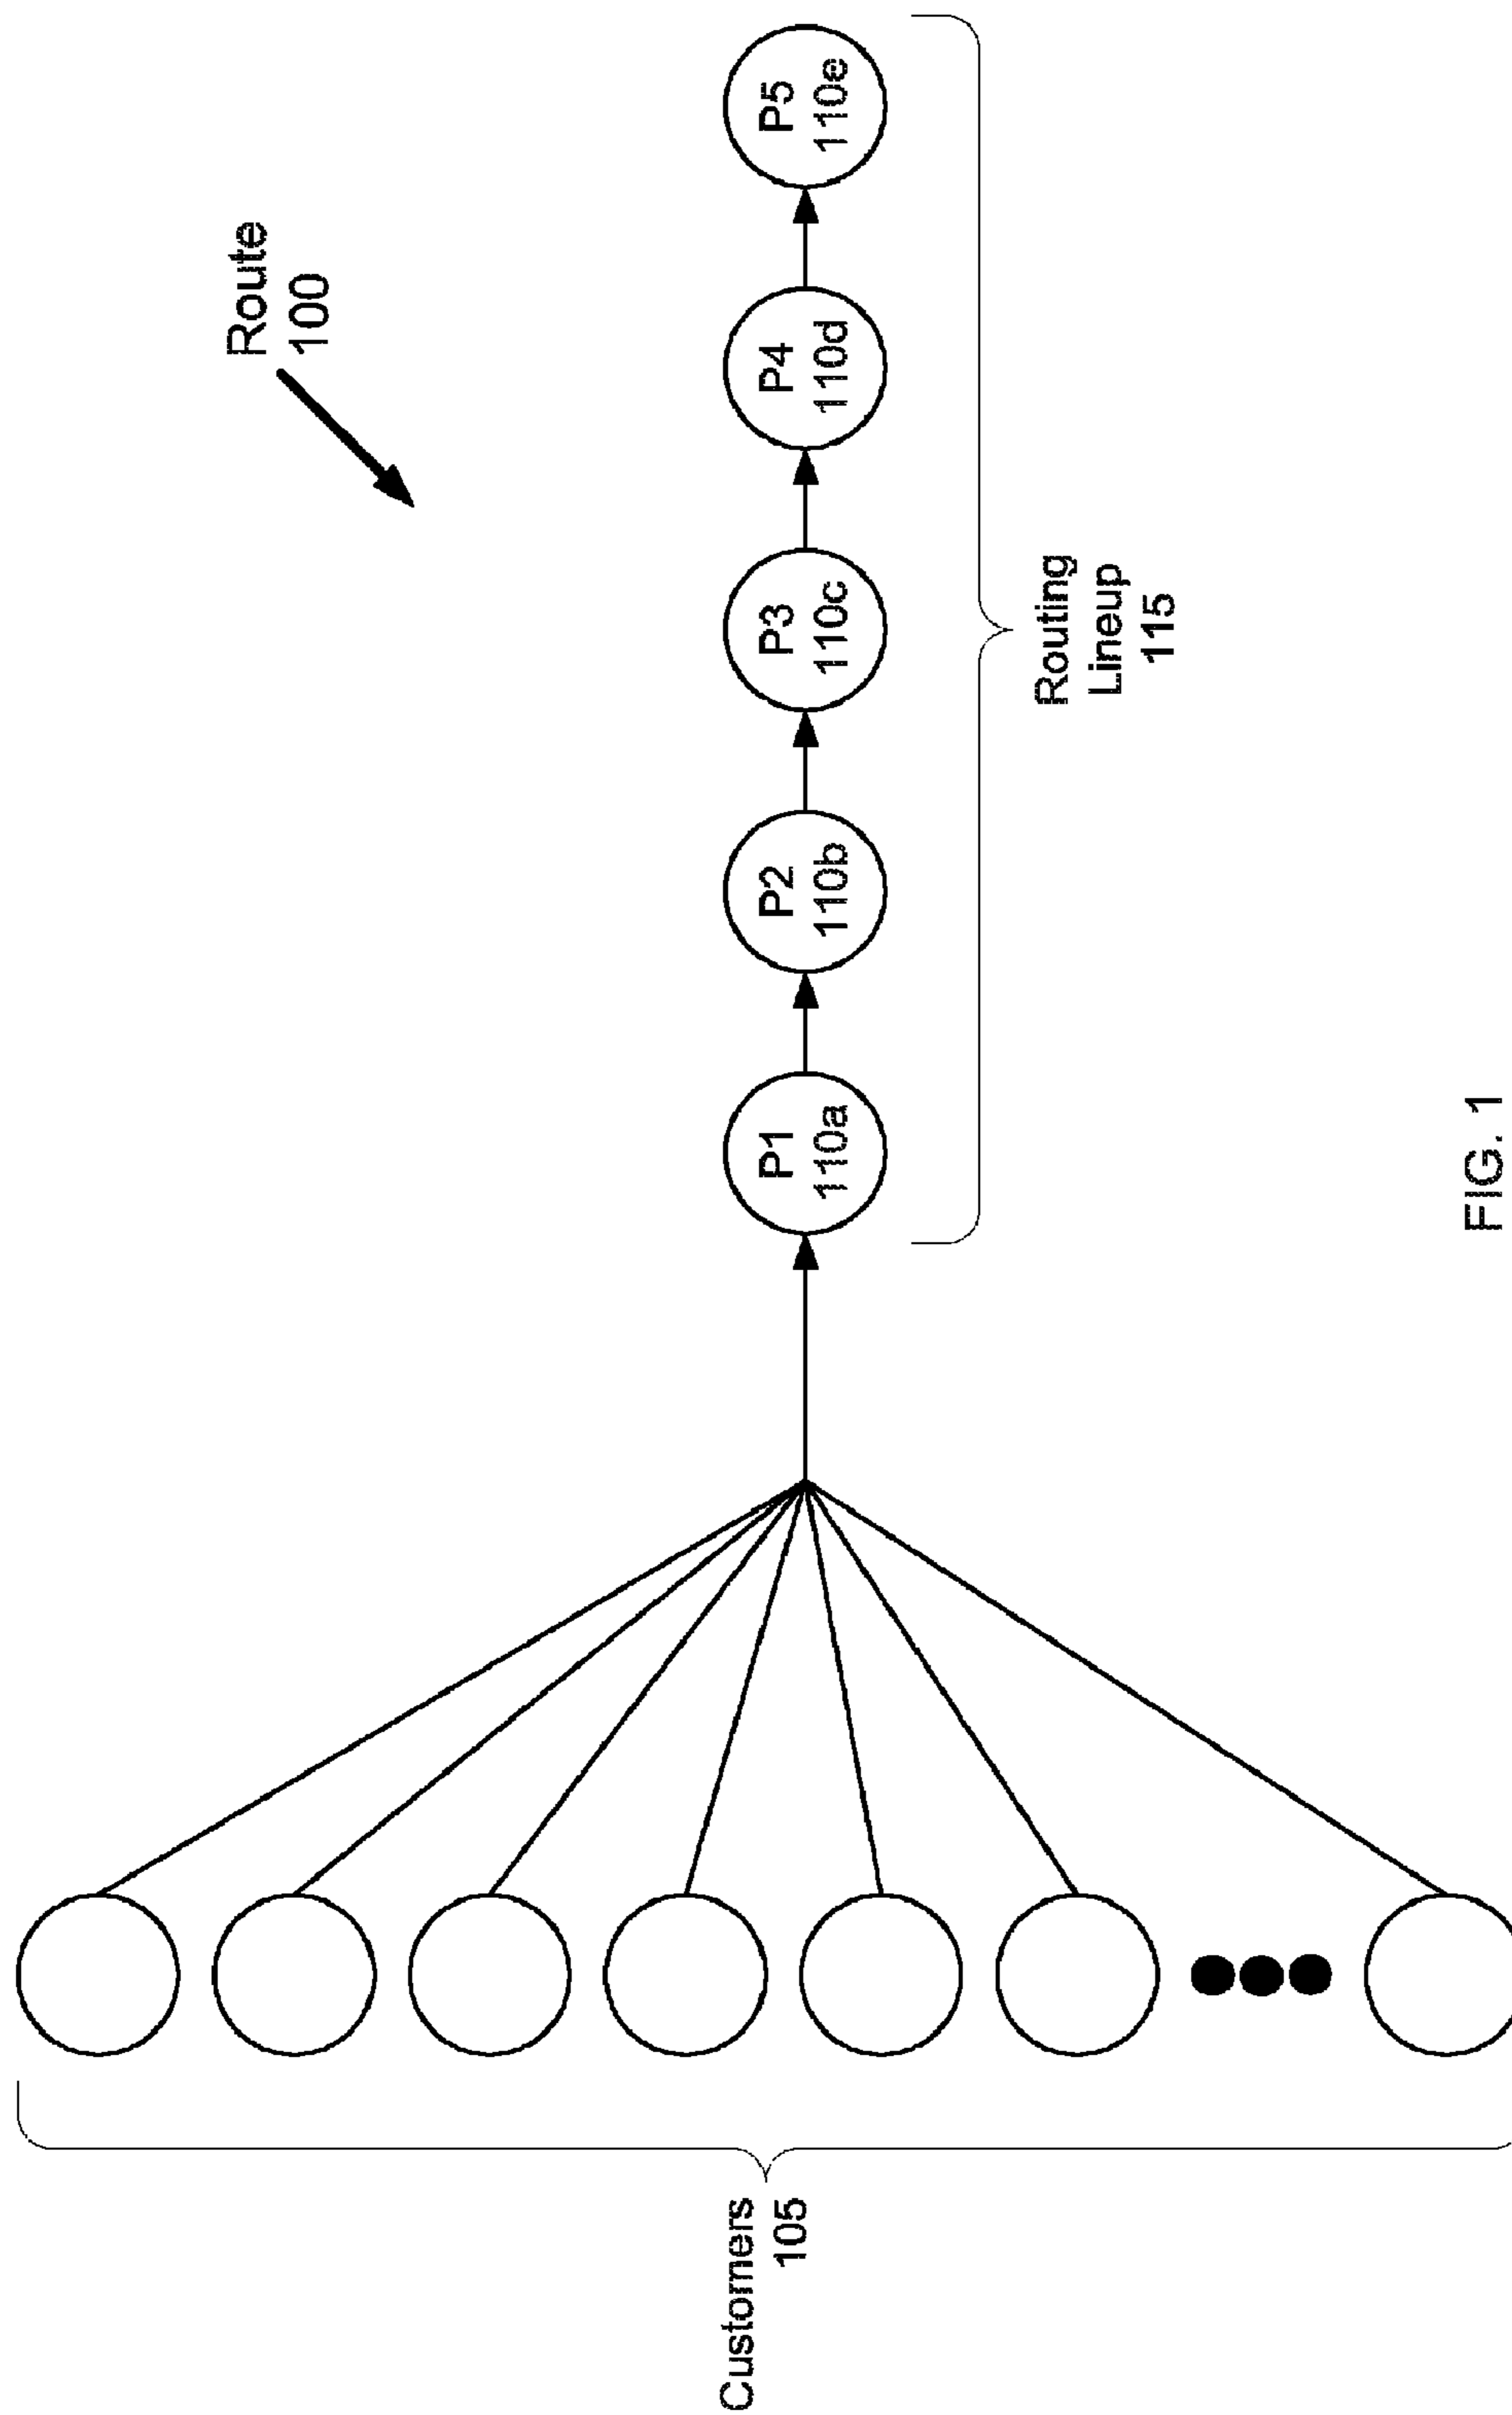 Route
100
Customers
105
P1
110a
P2
110b
P3
110c
P4
110d
P5
110e
Routing
Lineup
115
FIG. 1